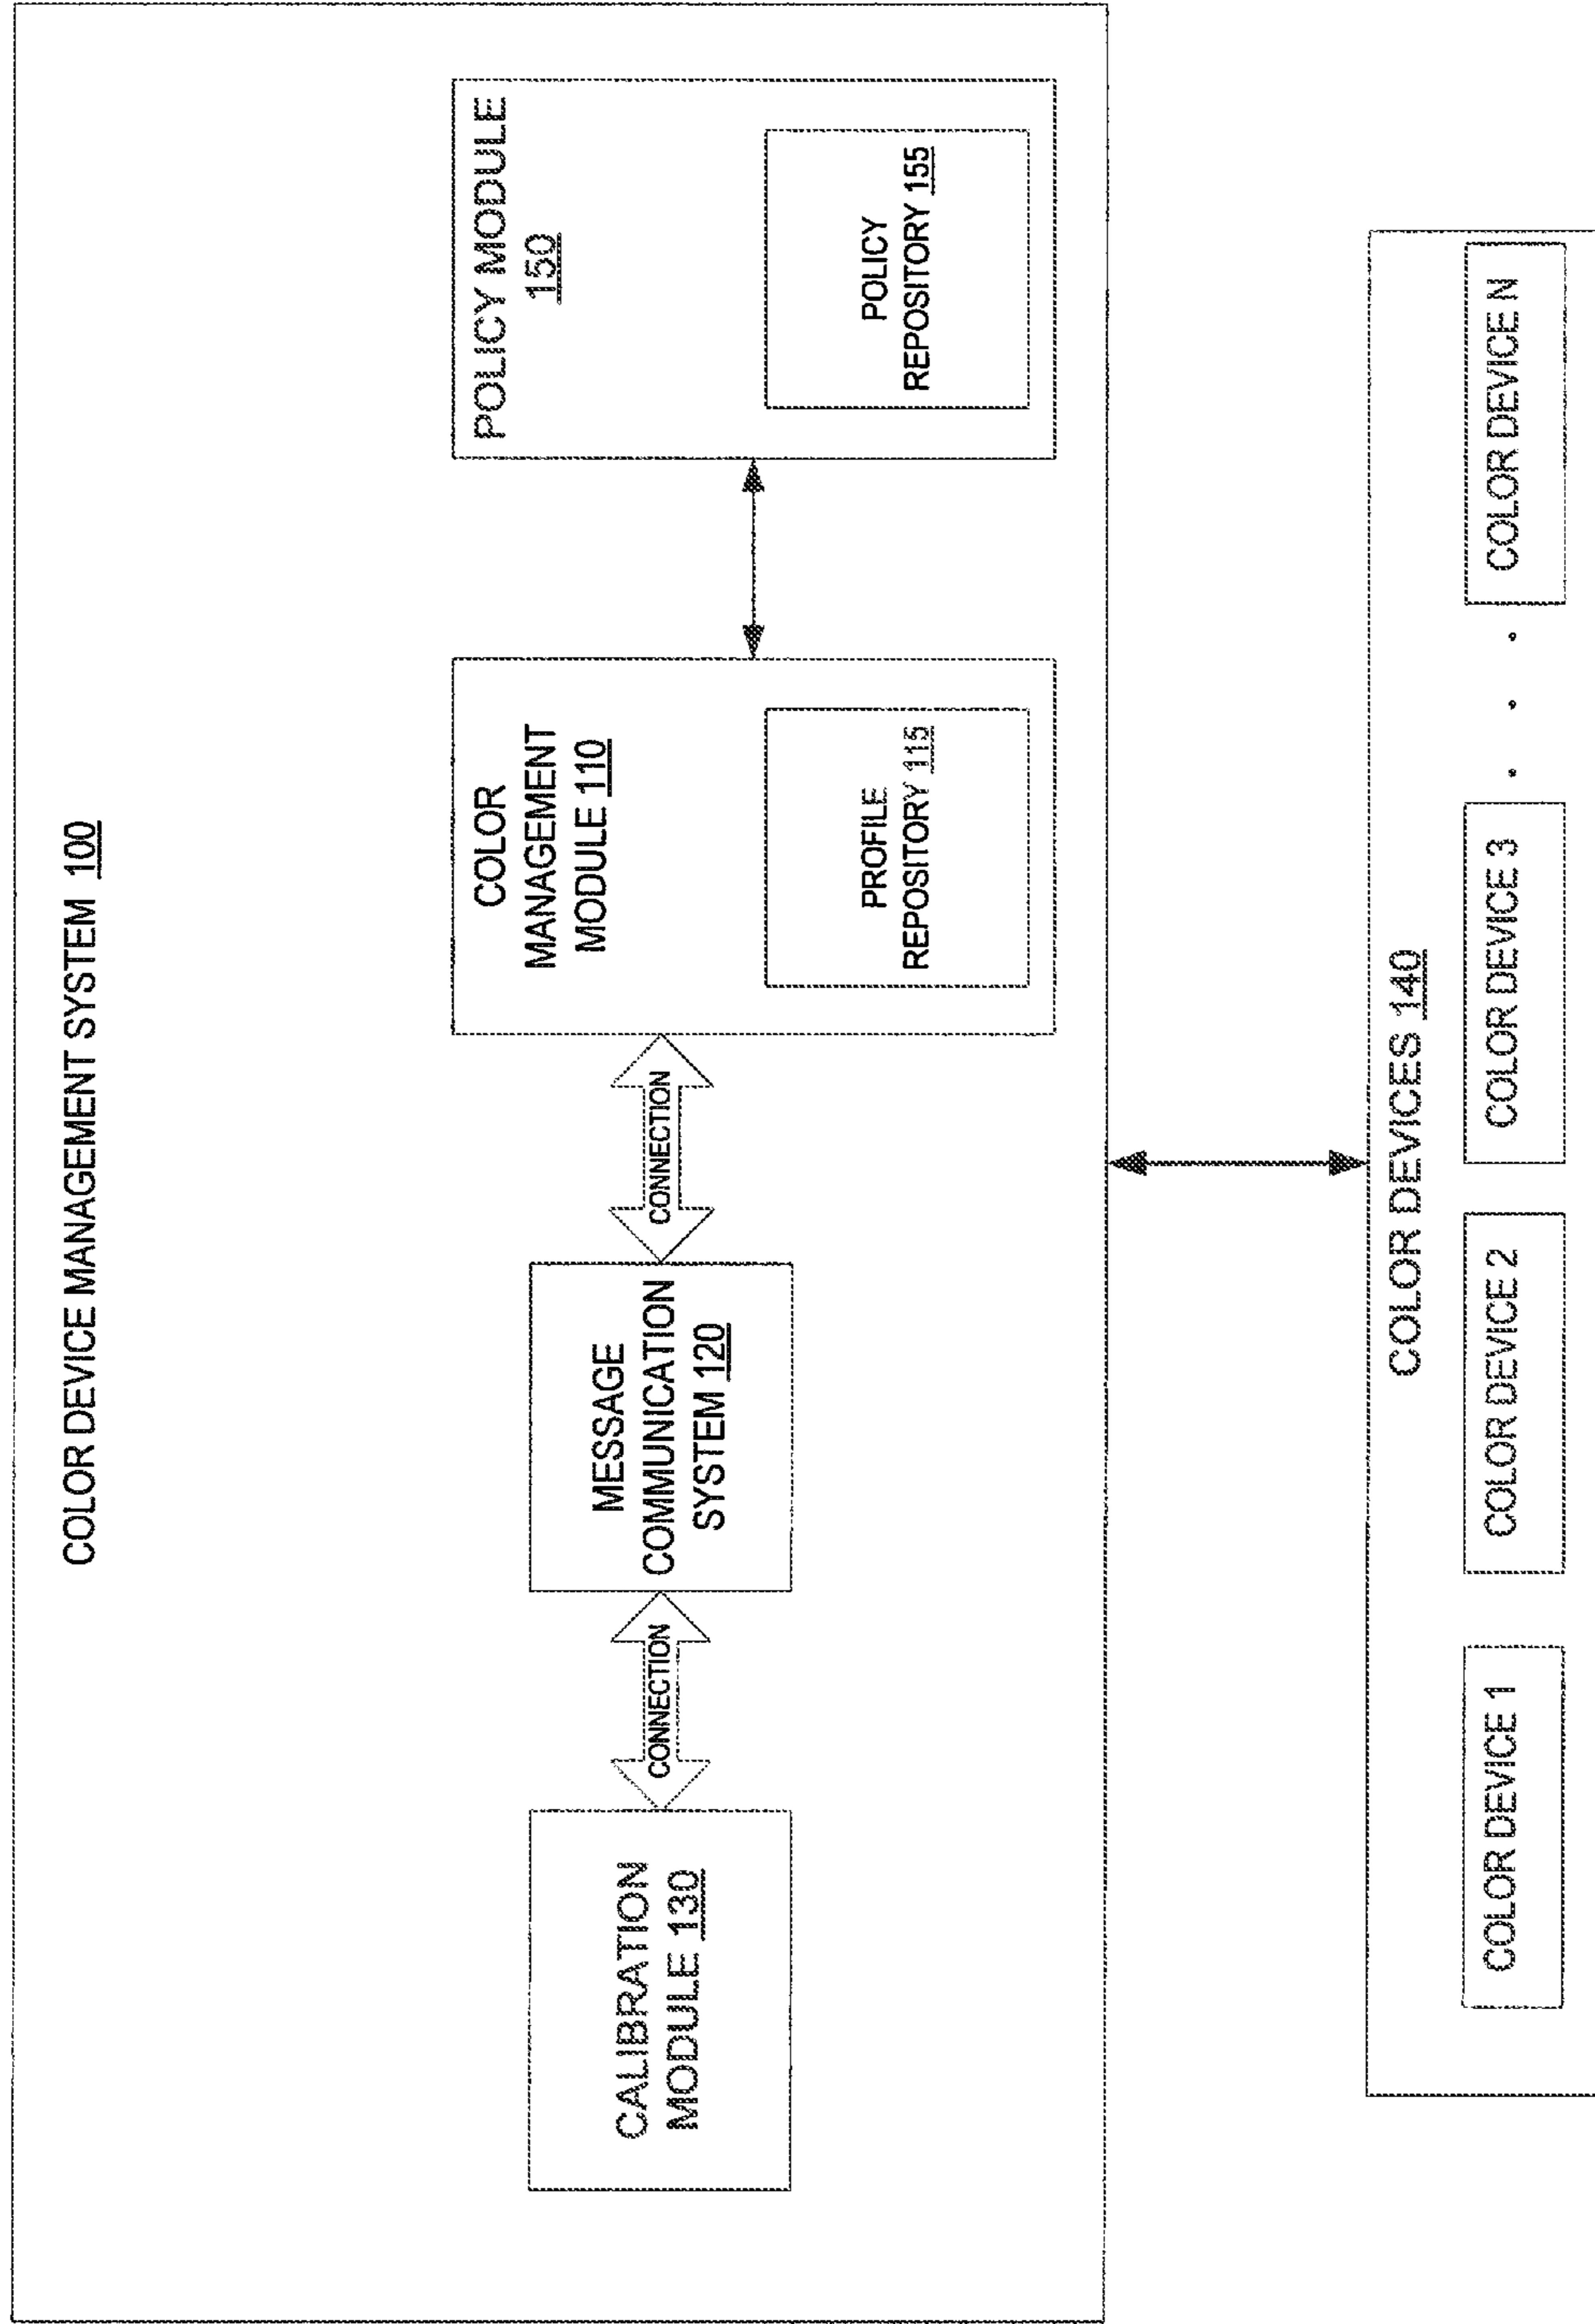 COLOR DEVICE MANAGEMENT SYSTEM 100
CALIBRATION
MODULE 130
CONNECTION
MESSAGE
COMMUNICATION
SYSTEM 120
CONNECTION
COLOR
MANAGEMENT
MODULE 110
PROFILE
REPOSITORY 115
POLICY MODULE
150
POLICY
REPOSITORY 155
COLOR DEVICES 140
COLOR DEVICE 1
COLOR DEVICE 2
COLOR DEVICE 3
. . .
COLOR DEVICE N